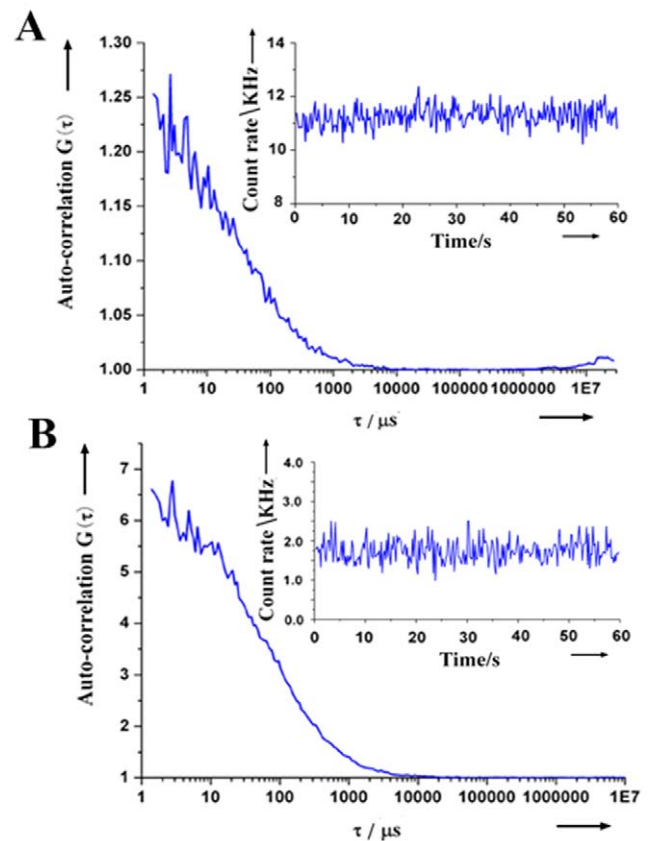 A
1.30
1.25
1.20
1.15
1.10
1.05
1.00
Auto-correlation G(τ)
1 10 100 1000 10000 100000 1000000 1E7
τ / μs
14
12
10
8
Count rate \KHz
0 10 20 30 40 50 60
Time/s
B
7
6
5
4
3
2
1
Auto-correlation G(τ)
1 10 100 1000 10000 100000 1000000 1E7
τ / μs
4.0
3.0
2.0
1.0
0.0
Count rate \KHz
0 10 20 30 40 50 60
Time/s